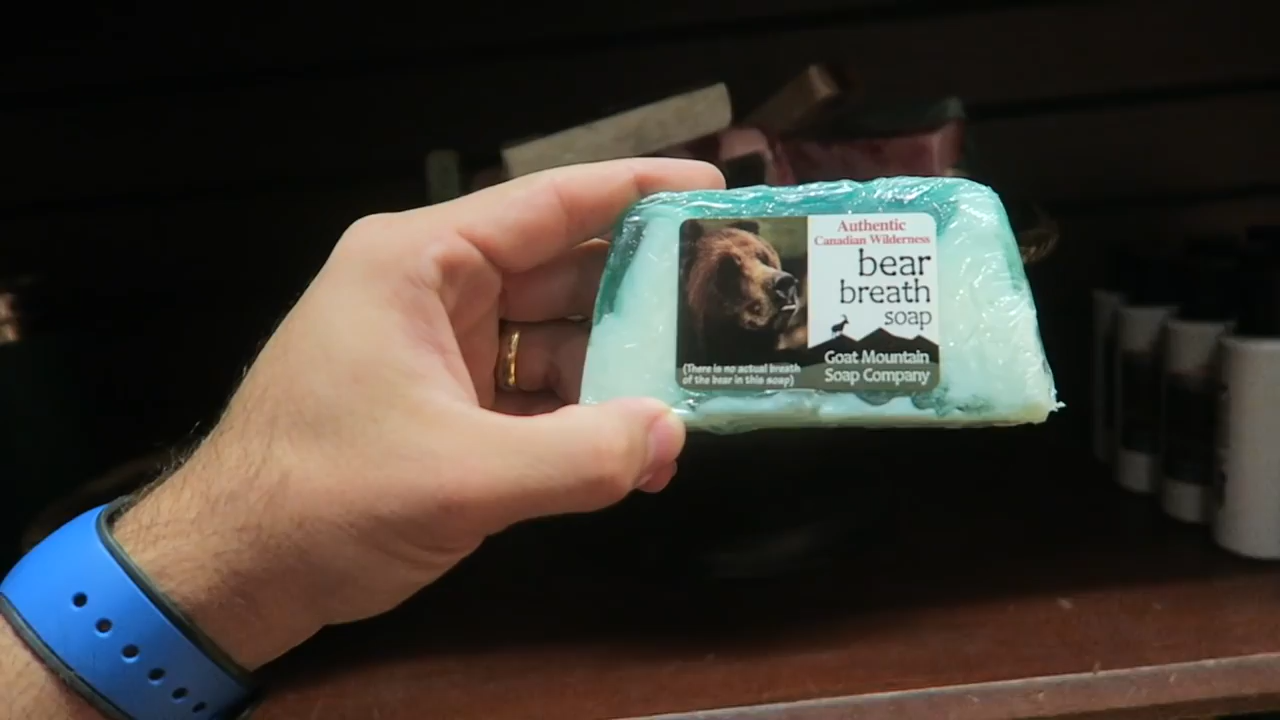 Authentic
Canadian Wilderness
bear
breath
soap
Goat Mountain
Soap Company
(There is no actual breath
of the bear in this soap)